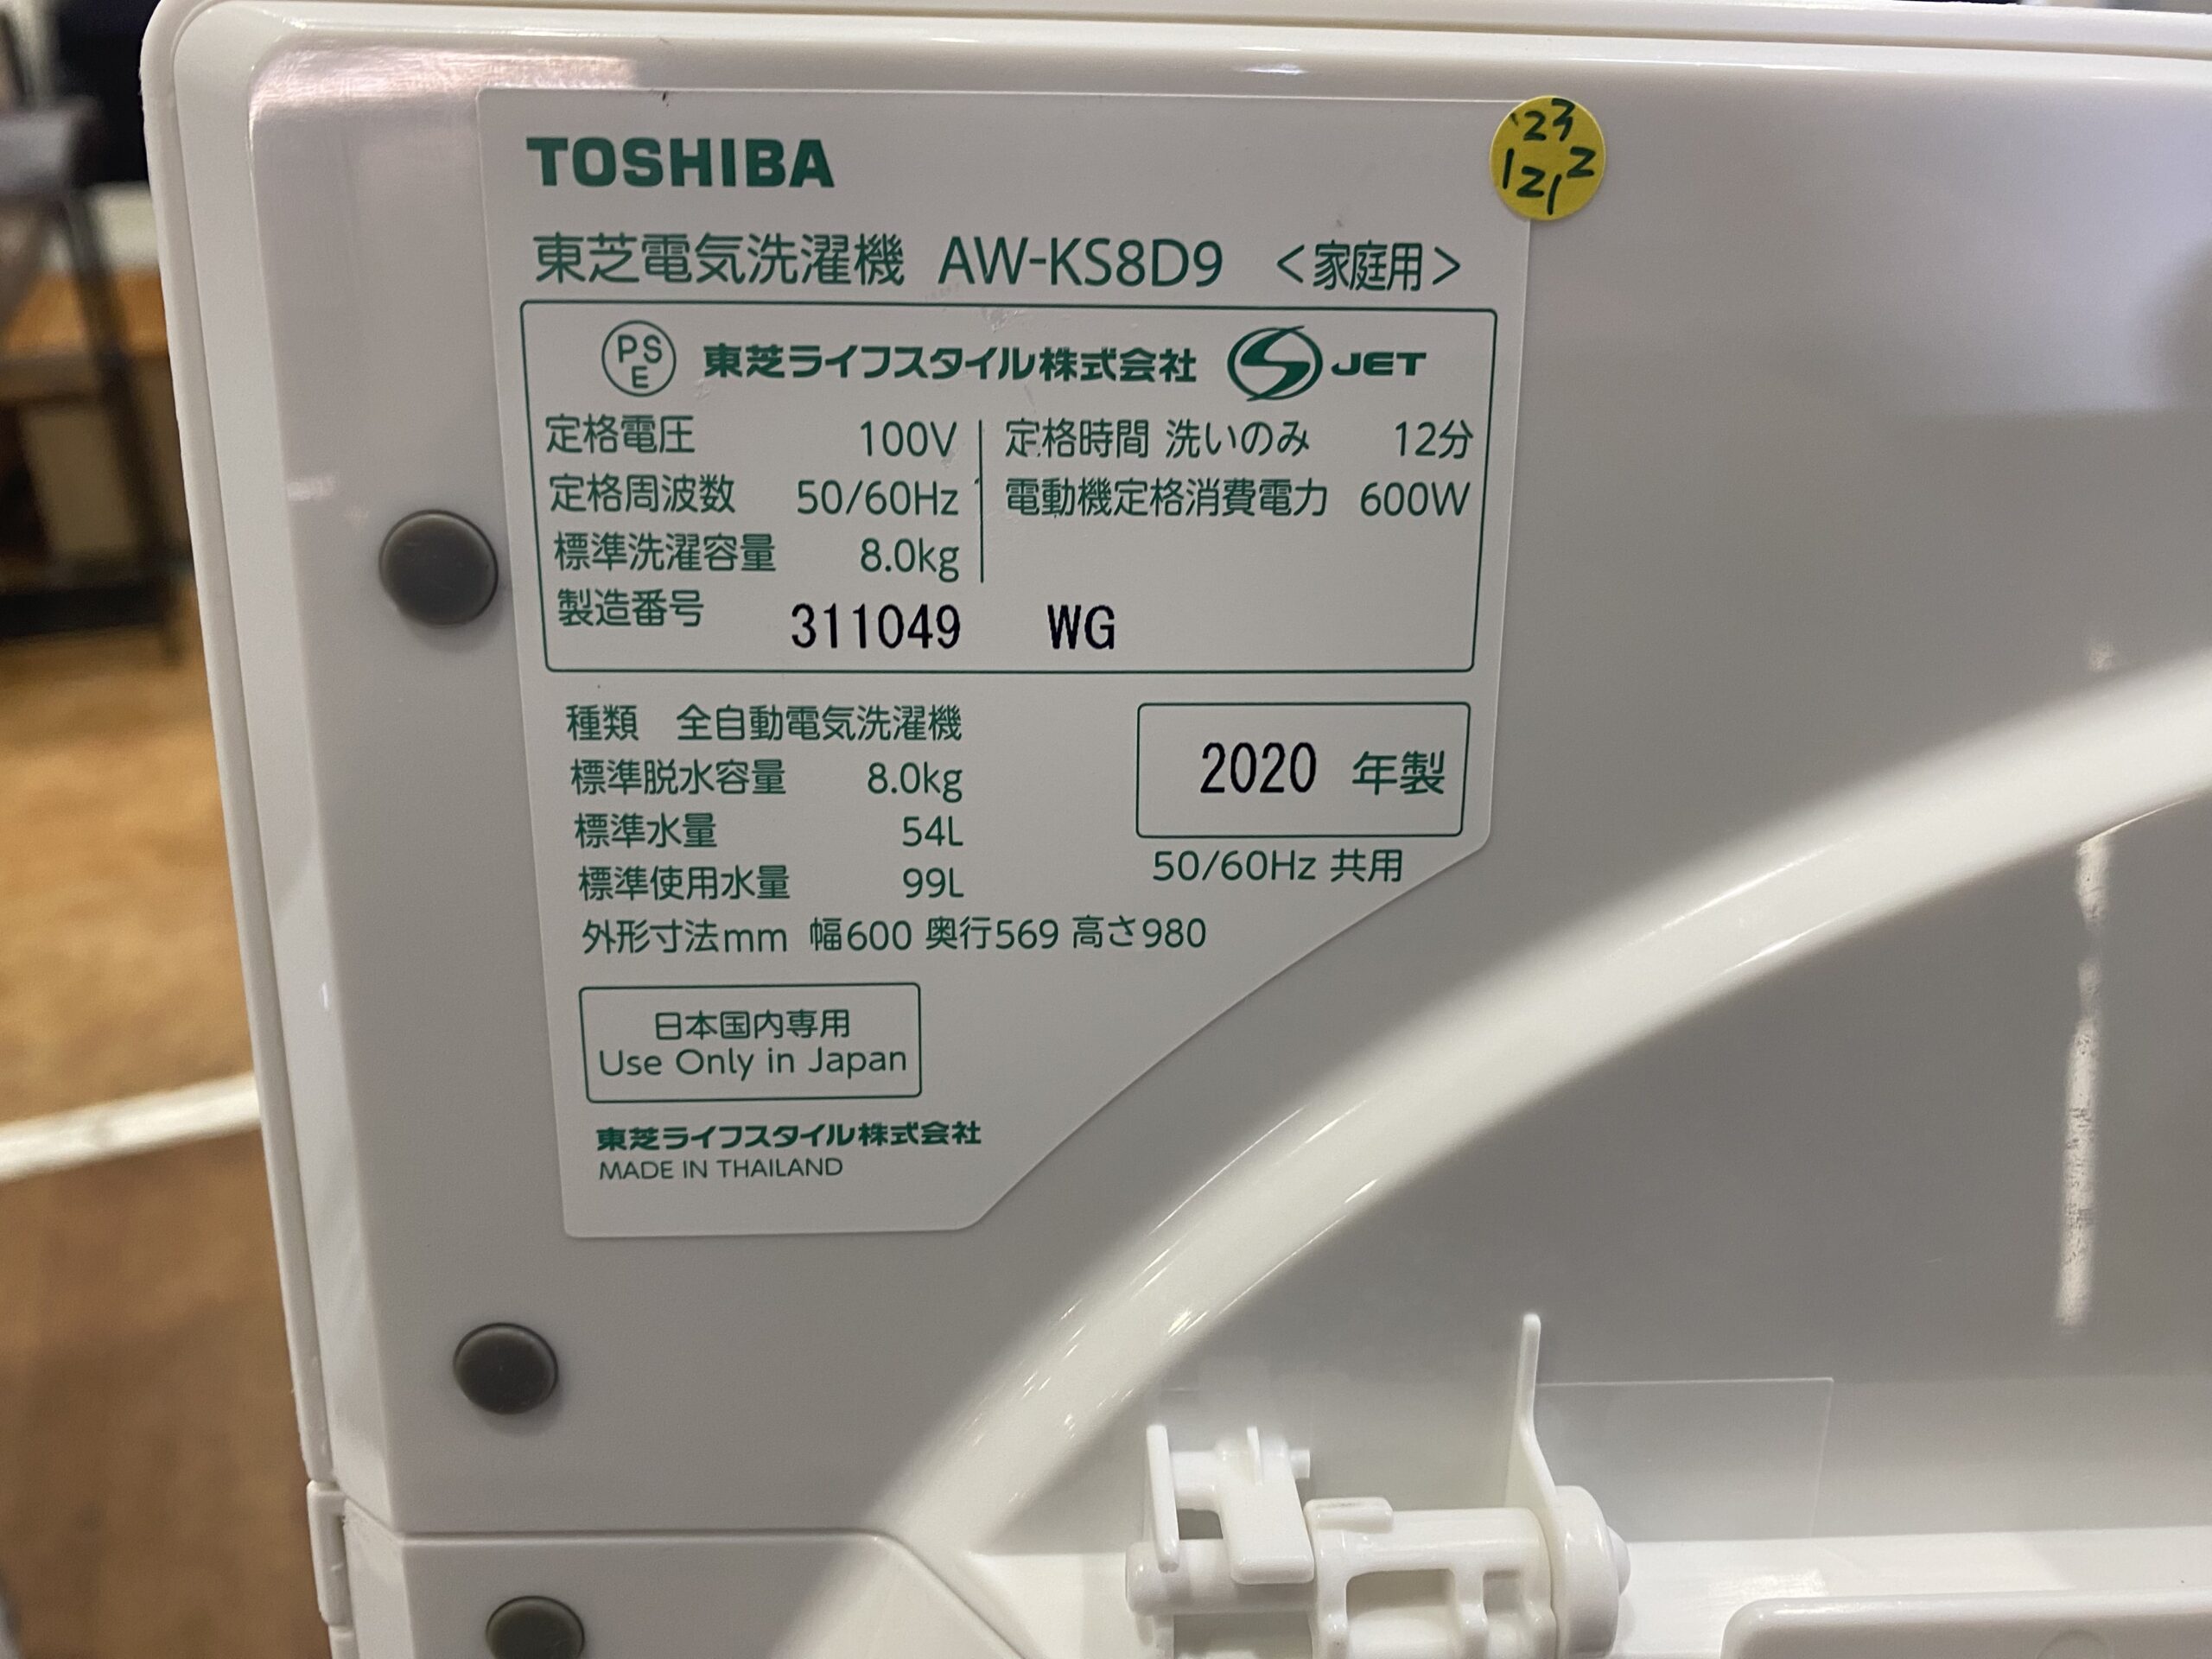 TOSHIBA
'23
12/2
東芝電気洗濯機 AW-KS8D9 <家庭用>
PSE 東芝ライフスタイル株式会社 S JET
定格電圧 100V 定格時間 洗いのみ 12分
定格周波数 50/60Hz 電動機定格消費電力 600W
標準洗濯容量 8.0kg
製造番号 311049 WG
種類 全自動電気洗濯機
標準脱水容量 8.0kg
2020 年製
標準水量 54L
標準使用水量 99L
50/60Hz 共用
外形寸法mm 幅600 奥行569 高さ980
日本国内専用
Use Only in Japan
東芝ライフスタイル株式会社
MADE IN THAILAND